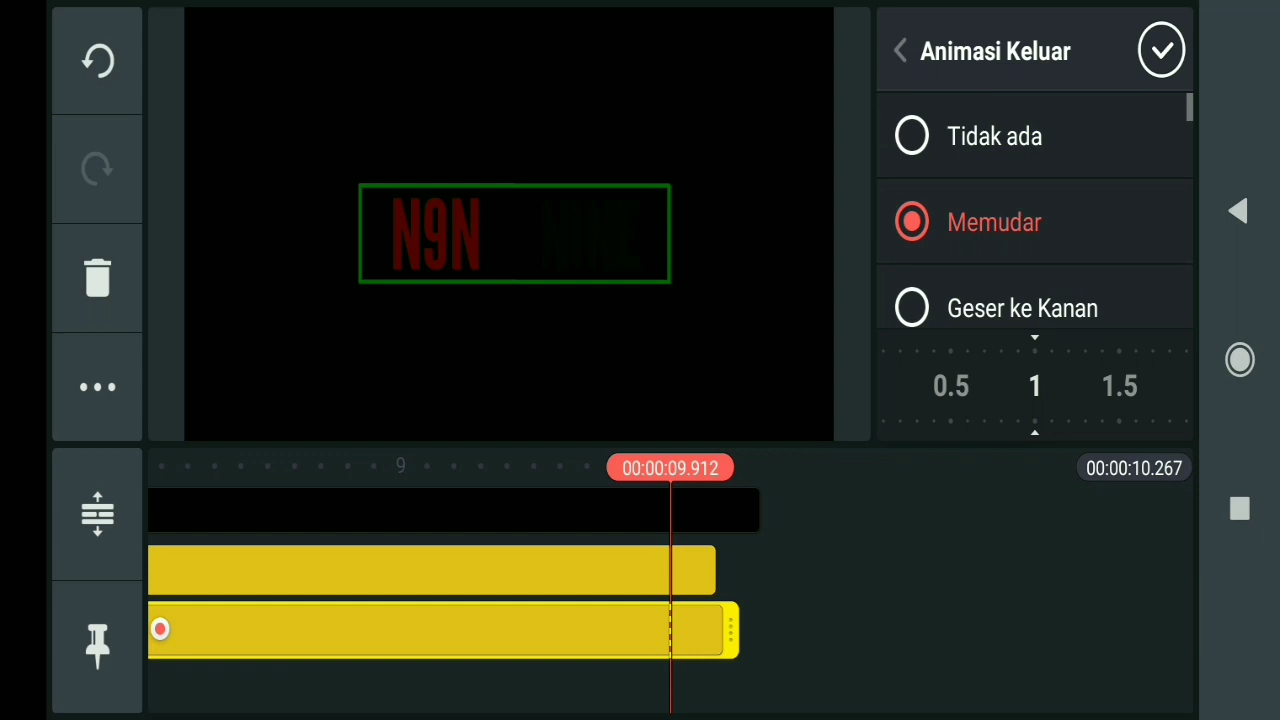 Animasi Keluar
Tidak ada
Memudar
Geser ke Kanan
0.5 1 1.5
N9N NINE
9
00:00:09.912
00:00:10.267